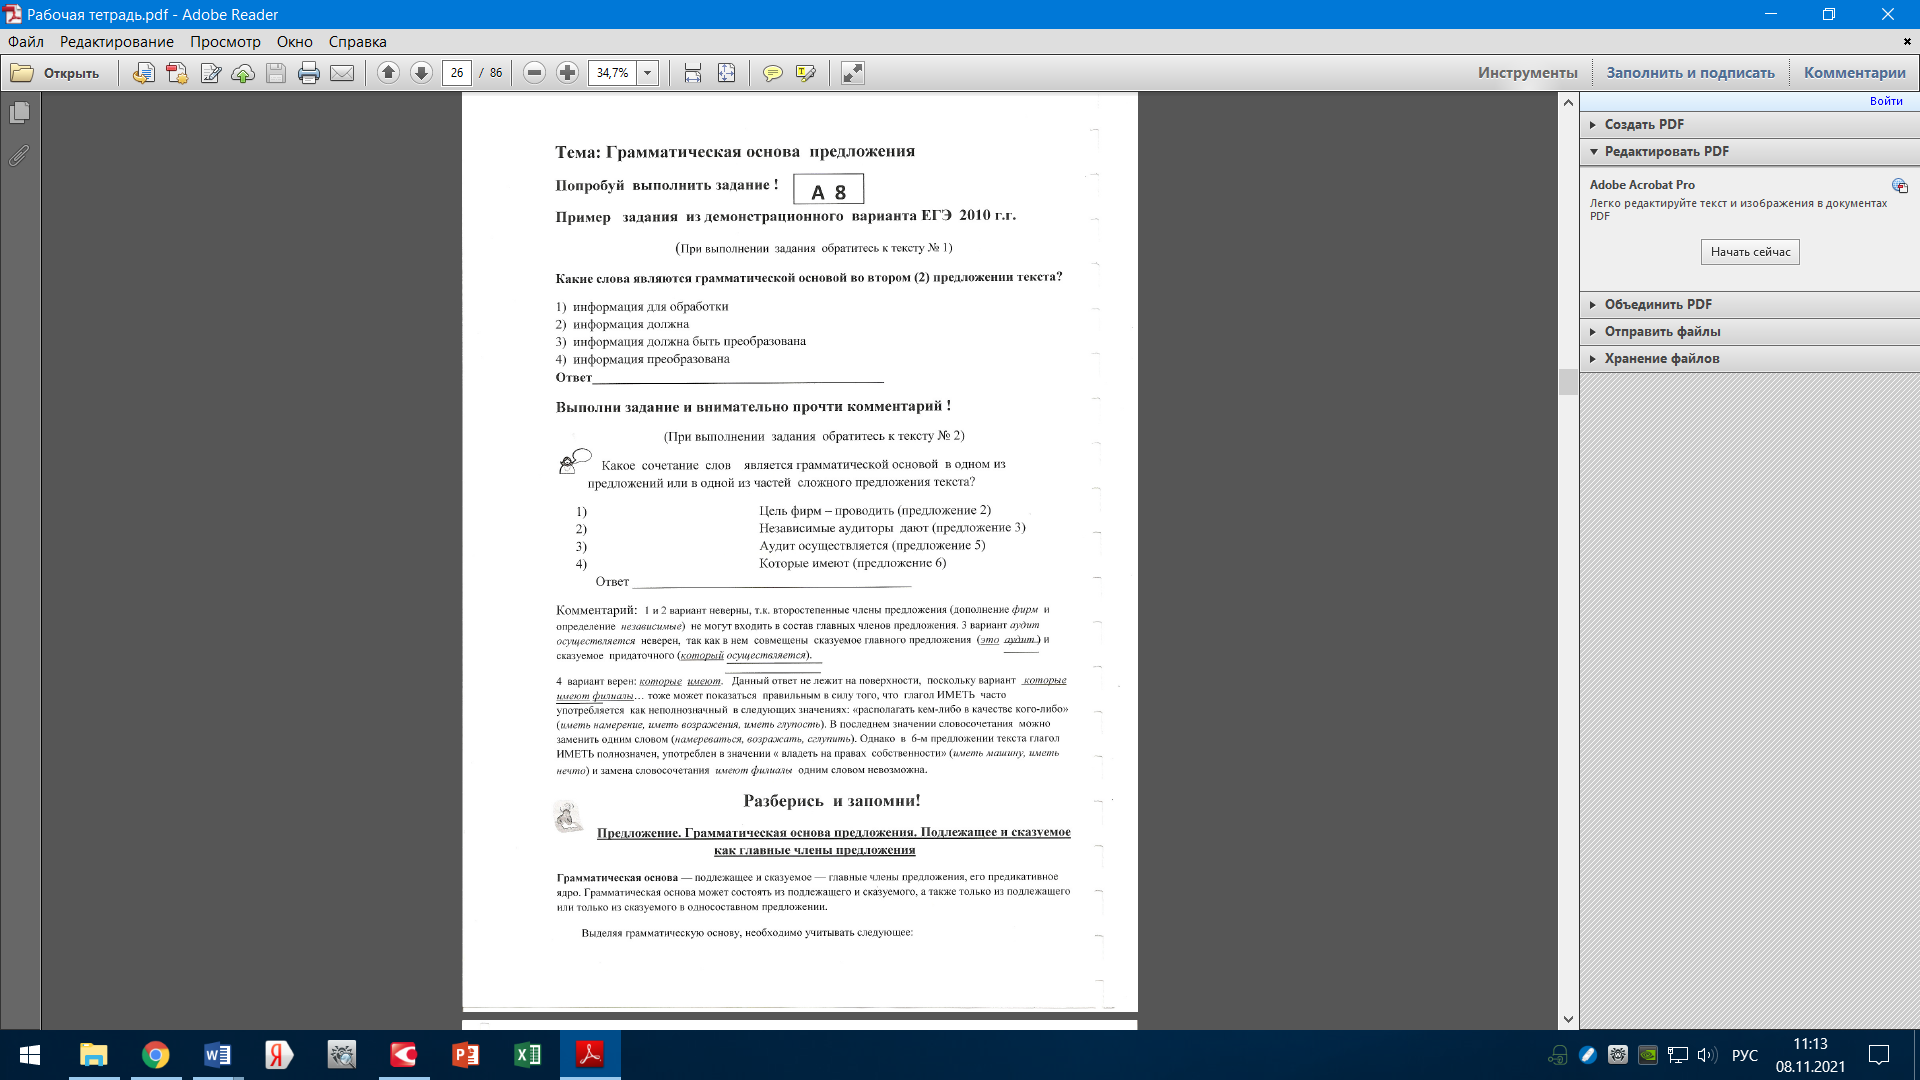 Рабочая тетрадь.pdf - Adobe Reader
Файл Редактирование Просмотр Окно Справка
Открыть 26 / 86 34,7% Инструменты Заполнить и подписать Комментарии
Войти
Создать PDF
Редактировать PDF
Adobe Acrobat Pro
Легко редактируйте текст и изображения в документах
PDF
Начать сейчас
Объединить PDF
Отправить файлы
Хранение файлов
Тема: Грамматическая основа предложения
Попробуй выполнить задание ! А 8
Пример задания из демонстрационного варианта ЕГЭ 2010 г.г.
(При выполнении задания обратитесь к тексту № 1)
Какие слова являются грамматической основой во втором (2) предложении текста?
1) информация для обработки
2) информация должна
3) информация должна быть преобразована
4) информация преобразована
Ответ
Выполни задание и внимательно прочти комментарий !
(При выполнении задания обратитесь к тексту № 2)
Какое сочетание слов является грамматической основой в одном из
предложений или в одной из частей сложного предложения текста?
1) Цель фирм – проводить (предложение 2)
2) Независимые аудиторы дают (предложение 3)
3) Аудит осуществляется (предложение 5)
4) Которые имеют (предложение 6)
Ответ
Комментарий: 1 и 2 вариант неверны, т.к. второстепенные члены предложения (дополнение фирм и
определение независимые) не могут входить в состав главных членов предложения. 3 вариант аудит
осуществляется неверен, так как в нем совмещены сказуемое главного предложения (это аудит.) и
сказуемое придаточного (который осуществляется).
4 вариант верен: которые имеют. Данный ответ не лежит на поверхности, поскольку вариант которые
имеют филиалы… тоже может показаться правильным в силу того, что глагол ИМЕТЬ часто
употребляется как неполнозначный в следующих значениях: «располагать кем-либо в качестве кого-либо»
(иметь намерение, иметь возражения, иметь глупость). В последнем значении словосочетания можно
заменить одним словом (намереваться, возражать, сглупить). Однако в 6-м предложении текста глагол
ИМЕТЬ полнозначен, употреблен в значении « владеть на правах собственности» (иметь машину, иметь
нечто) и замена словосочетания имеют филиалы одним словом невозможна.
Разберись и запомни!
Предложение. Грамматическая основа предложения. Подлежащее и сказуемое
как главные члены предложения
Грамматическая основа — подлежащее и сказуемое — главные члены предложения, его предикативное
ядро. Грамматическая основа может состоять из подлежащего и сказуемого, а также только из подлежащего
или только из сказуемого в односоставном предложении.
Выделяя грамматическую основу, необходимо учитывать следующее:
РУС
11:13
08.11.2021